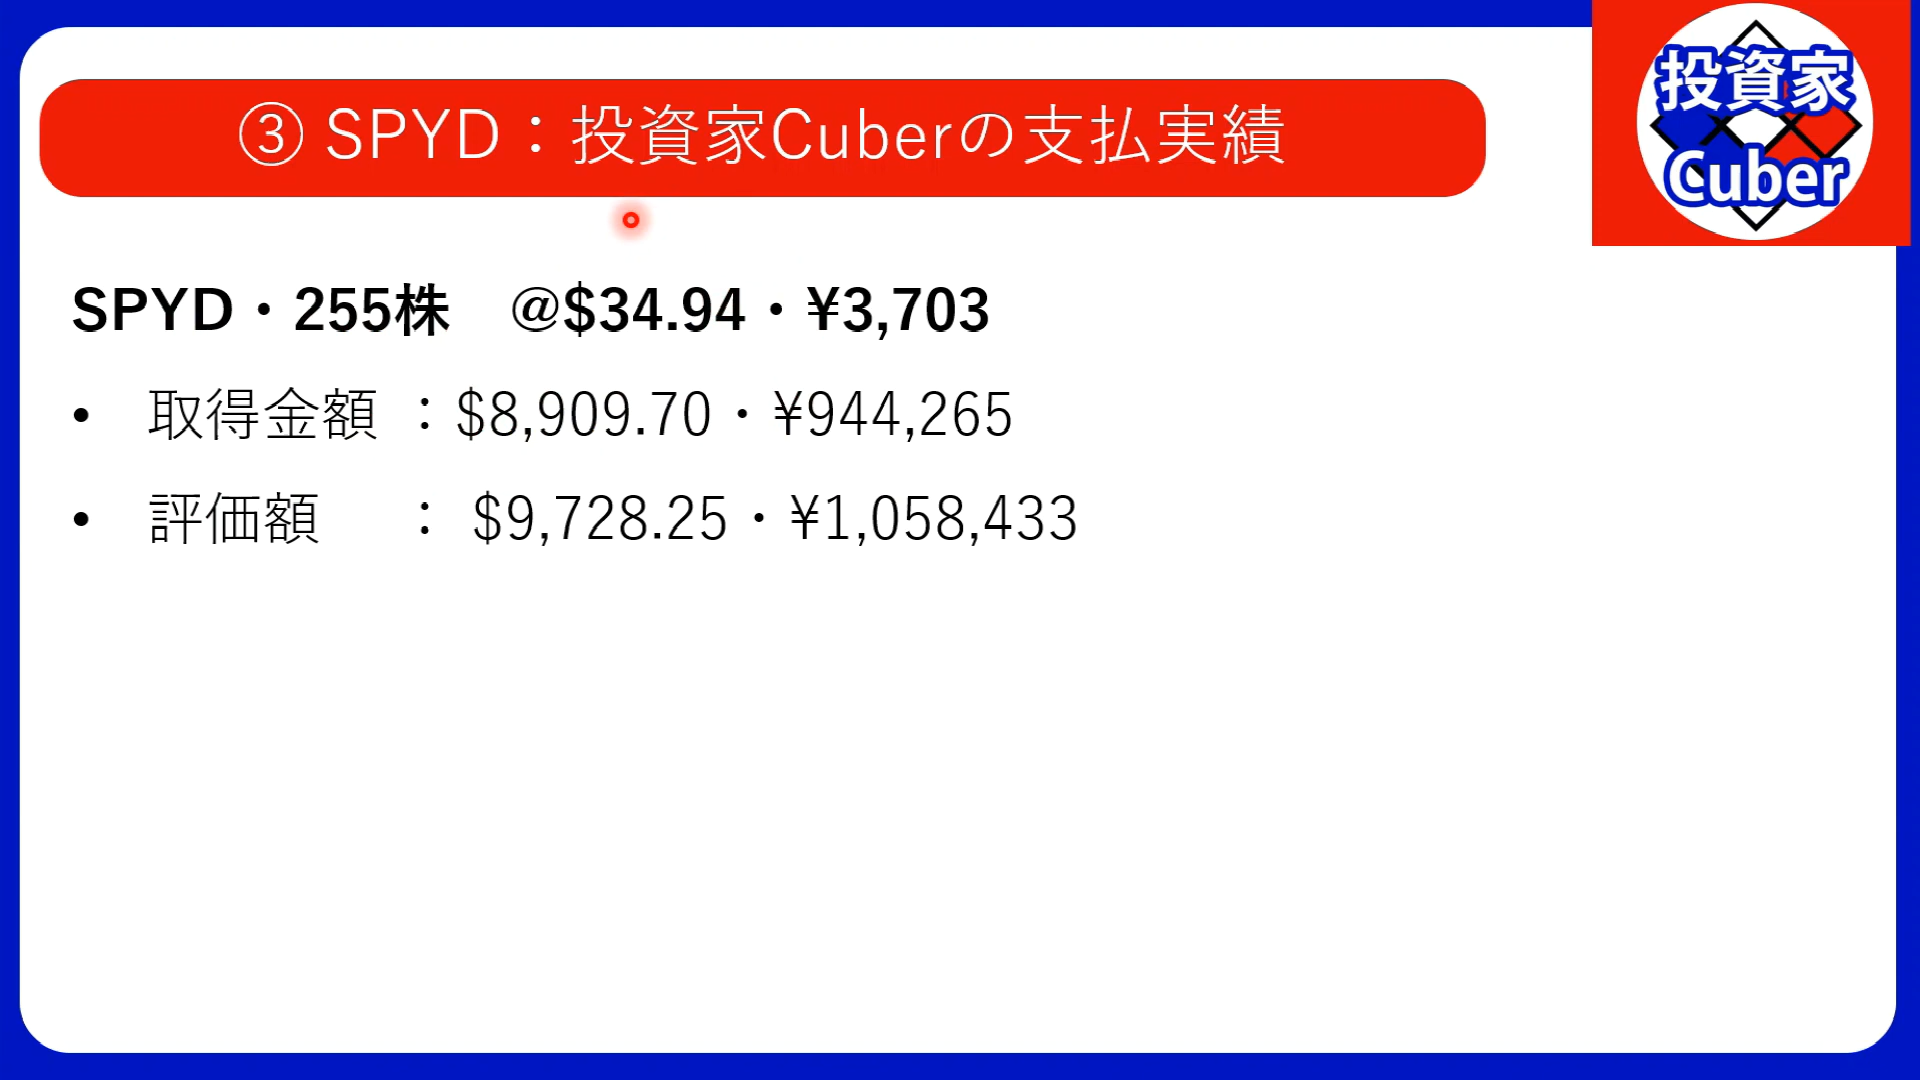 ③ SPYD：投資家Cuberの支払実績
投資家
Cuber
SPYD・255株　@$34.94・¥3,703
• 取得金額 ：$8,909.70・¥944,265
• 評価額　 ： $9,728.25・¥1,058,433